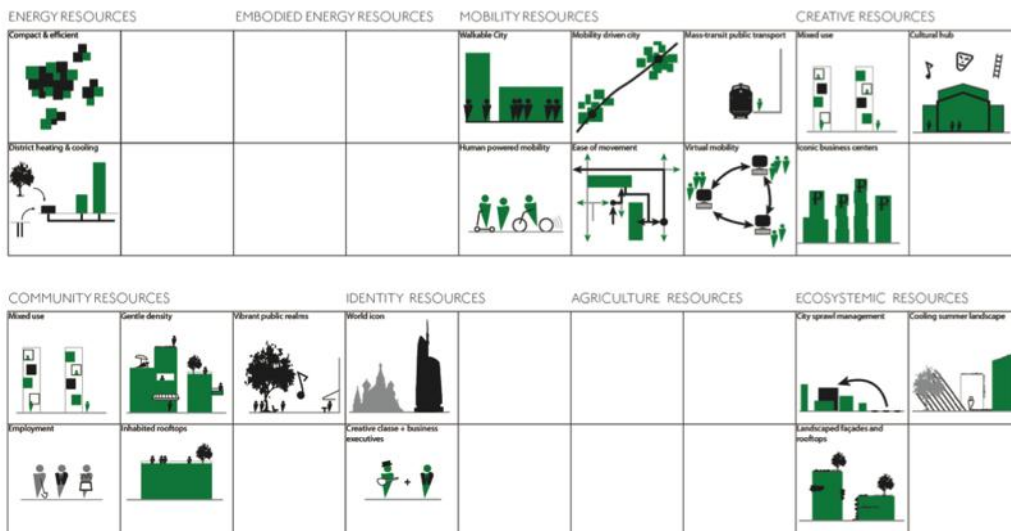 ENERGY RESOURCES
EMBODIED ENERGY RESOURCES
MOBILITY RESOURCES
CREATIVE RESOURCES
Compact & efficient
Walkable City
Mobility driven city
Mass-transit public transport
Mixed use
Cultural hub
District heating & cooling
Human powered mobility
Ease of movement
Virtual mobility
Iconic business centers
P P P P
COMMUNITY RESOURCES
IDENTITY RESOURCES
AGRICULTURE RESOURCES
ECOSYSTEMIC RESOURCES
Mixed use
Gentle density
Vibrant public realms
World icon
City sprawl management
Cooling summer landscape
Employment
Inhabited rooftops
Creative classe + business
executives
+
Landscaped façades and
rooftops